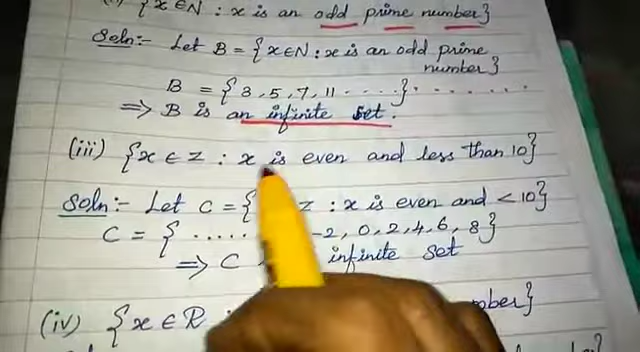 {x ∈ N : x is an odd prime number}
Soln:- Let B = {x∈N : x is an odd prime
number}
B = {3, 5, 7, 11 ....} . . . . . .
⇒ B is an infinite set.
(iii) {x ∈ Z : x is even and less than 10}
Soln:- Let C = { Z : x is even and < 10}
C = { ..... -2, 0, 2, 4, 6, 8}
⇒ C infinite set
(iv) {x ∈ R